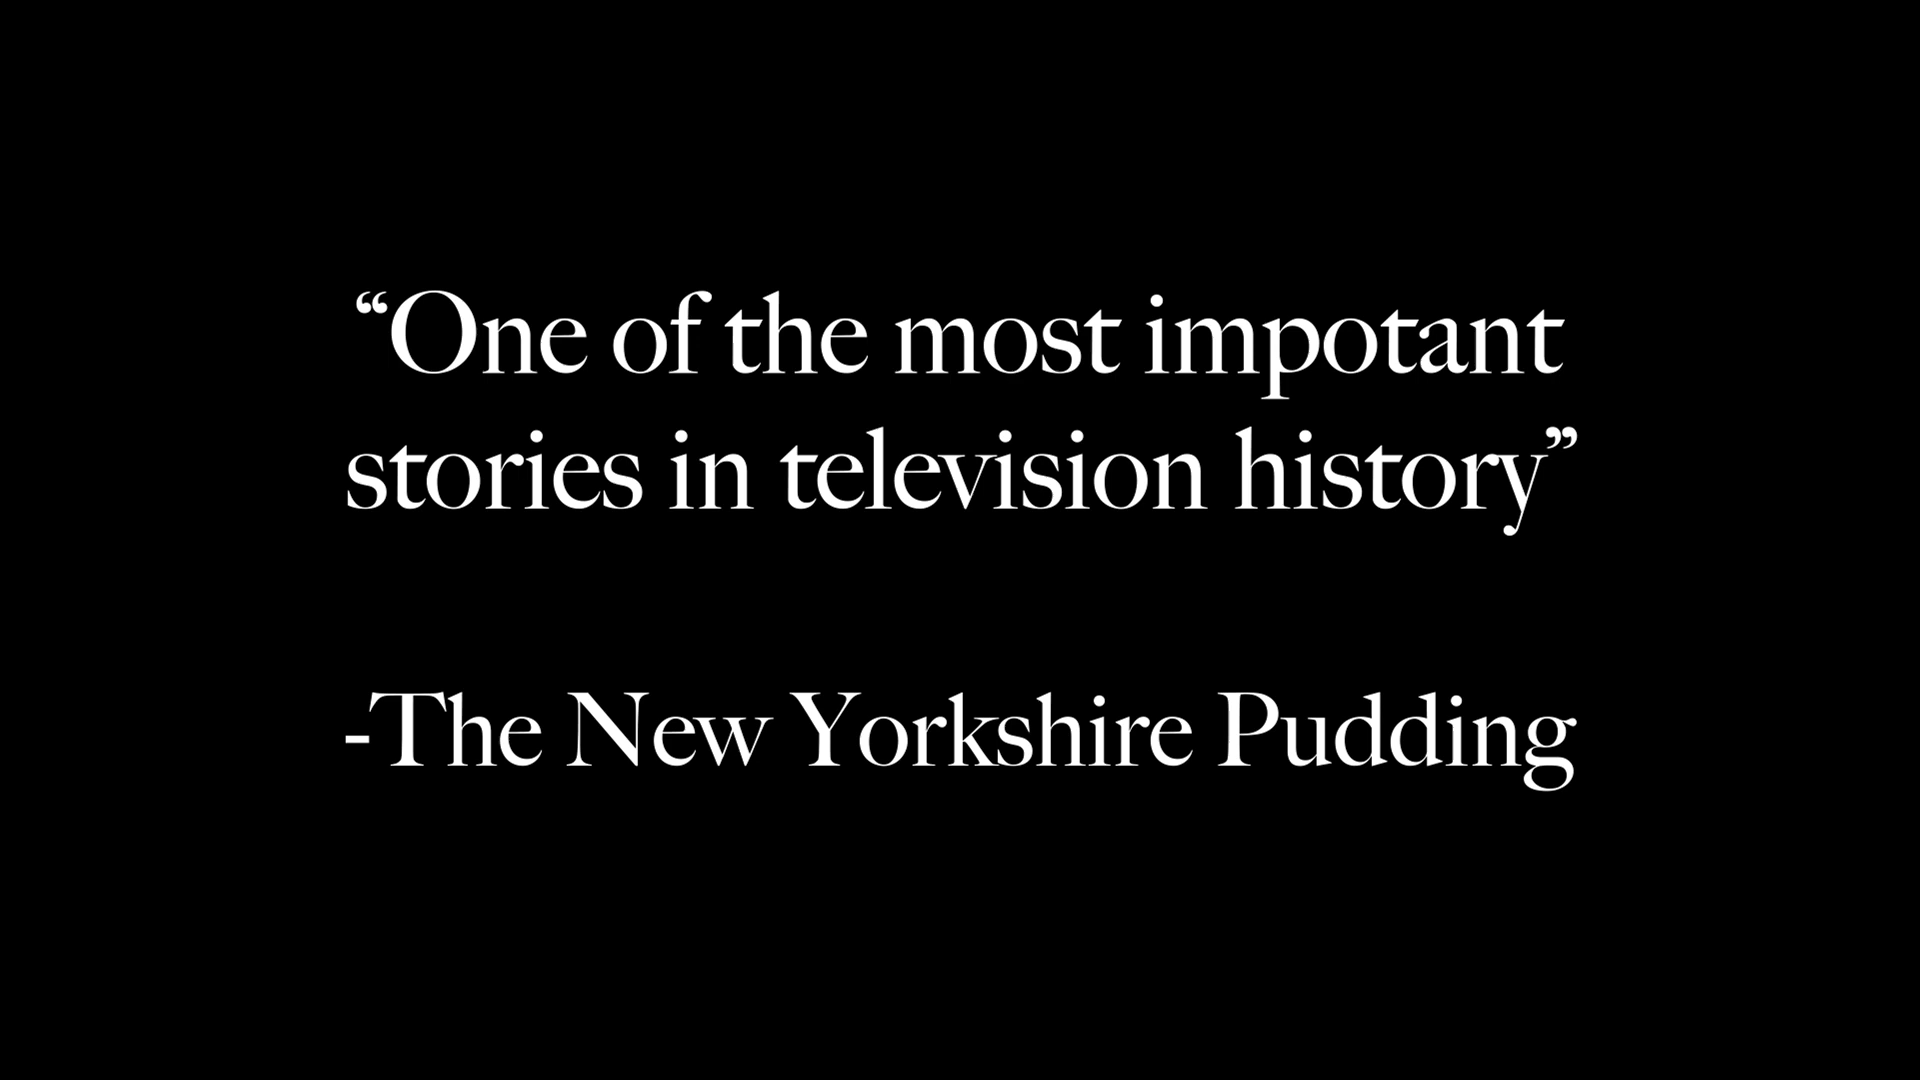 “One of the most impotant
stories in television history”
-The New Yorkshire Pudding